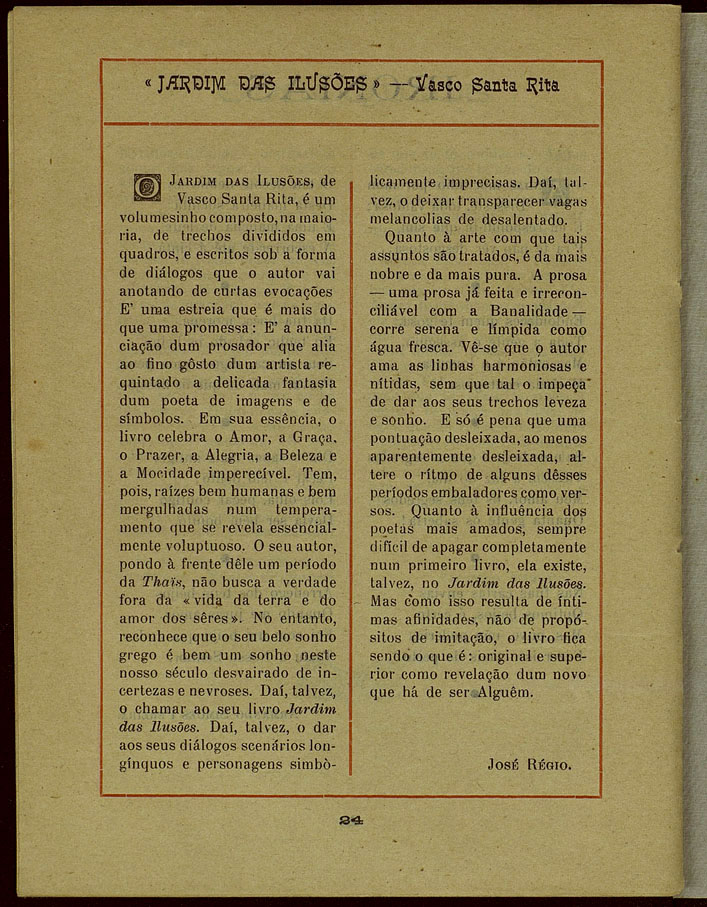 « JARDIM DAS ILUSÕES » — Vasco Santa Rita
O JARDIM DAS ILUSÕES, de
Vasco Santa Rita, é um
volumesinho composto, na maio-
ria, de trechos divididos em
quadros, e escritos sob a forma
de diálogos que o autor vai
anotando de curtas evocações
E' uma estreia que é mais do
que uma promessa: E' a anun-
ciação dum prosador que alia
ao fino gôsto dum artista re-
quintado a delicada fantasia
dum poeta de imagens e de
símbolos. Em sua essência, o
livro celebra o Amor, a Graça,
o Prazer, a Alegria, a Beleza e
a Mocidade imperecível. Tem,
pois, raízes bem humanas e bem
mergulhadas num tempera-
mento que se revela essencial-
mente voluptuoso. O seu autor,
pondo à frente dêle um período
da Thaïs, não busca a verdade
fora da « vida da terra e do
amor dos sêres ». No entanto,
reconhece que o seu belo sonho
grego é bem um sonho neste
nosso século desvairado de in-
certezas e nevroses. Daí, talvez,
o chamar ao seu livro Jardim
das Ilusões. Daí, talvez, o dar
aos seus diálogos scenários lon-
gínquos e personagens simbò-
licamente imprecisas. Daí, tal-
vez, o deixar transparecer vagas
melancolias de desalentado.
Quanto à arte com que tais
assuntos são tratados, é da mais
nobre e da mais pura. A prosa
— uma prosa já feita e irrecon-
ciliável com a Banalidade —
corre serena e límpida como
água fresca. Vê-se que o autor
ama as linhas harmoniosas e
nítidas, sem que tal o impeça
de dar aos seus trechos leveza
e sonho. E só é pena que uma
pontuação desleixada, ao menos
aparentemente desleixada, al-
tere o rítmo de alguns dêsses
períodos embaladores como ver-
sos. Quanto à influência dos
poetas mais amados, sempre
difícil de apagar completamente
num primeiro livro, ela existe,
talvez, no Jardim das Ilusões.
Mas como isso resulta de ínti-
mas afinidades, não de propó-
sitos de imitação, o livro fica
sendo o que é: original e supe-
rior como revelação dum novo
que há de ser Alguêm.
JOSÉ RÉGIO.
24